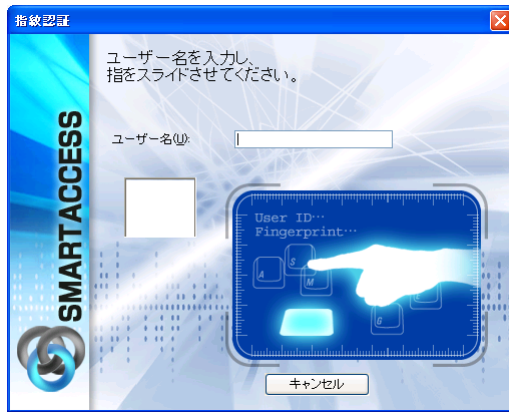 指紋認証
ユーザー名を入力し、
指をスライドさせてください。
ユーザー名(U):
SMARTACCESS
User ID…
Fingerprint…
A
S
M
G
キャンセル